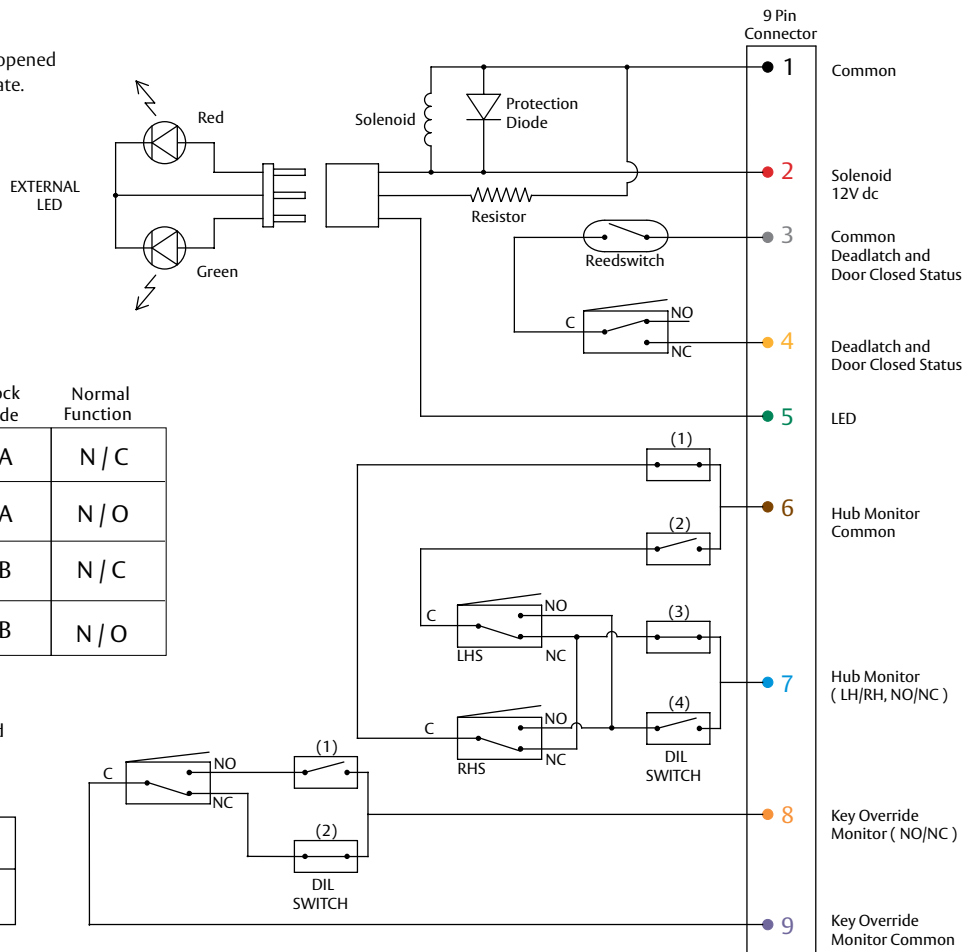 opened
ate.
9 Pin
Connector
1
Common
Red
Solenoid
Protection
Diode
EXTERNAL
LED
2
Solenoid
12V dc
Resistor
3
Common
Deadlatch and
Door Closed Status
Reedswitch
Green
NO
C
NC
4
Deadlatch and
Door Closed Status
ock
de
Normal
Function
5
LED
A
N / C
A
N / O
B
N / C
B
N / O
(1)
6
Hub Monitor
Common
(2)
NO
C
LHS
NC
(3)
7
Hub Monitor
( LH/RH, NO/NC )
(4)
NO
C
RHS
NC
DIL
SWITCH
d
(1)
NO
C
NC
8
Key Override
Monitor ( NO/NC )
(2)
DIL
SWITCH
9
Key Override
Monitor Common